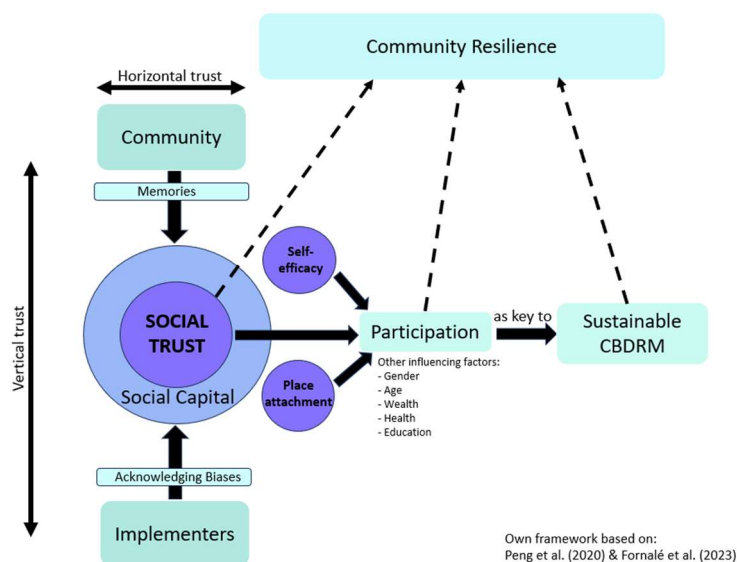 Community Resilience
Horizontal trust
Community
Memories
Vertical trust
Self-
efficacy
SOCIAL
TRUST
Social Capital
Place
attachment
Participation
as key to
Sustainable
CBDRM
Other influencing factors:
- Gender
- Age
- Wealth
- Health
- Education
Acknowledging Biases
Implementers
Own framework based on:
Peng et al. (2020) & Fornalé et al. (2023)